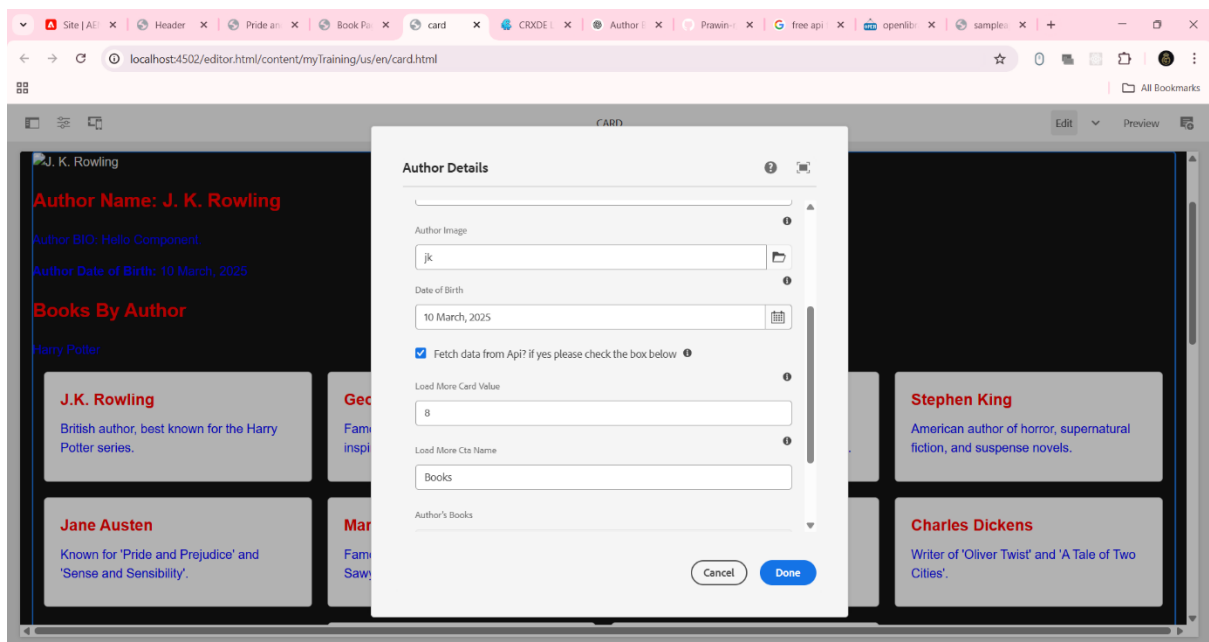 Site | AE
Header
Pride an
Book Pa
card
CRXDE L
Author E
Prawin-
free api
openlibr
samplea
localhost:4502/editor.html/content/myTraining/us/en/card.html
All Bookmarks
CARD
Edit
Preview
J. K. Rowling
Author Name: J. K. Rowling
Author BIO: Hello Component
Author Date of Birth: 10 March, 2025
Books By Author
Harry Potter
J.K. Rowling
British author, best known for the Harry
Potter series.
Geo
Fam
inspi
Stephen King
American author of horror, supernatural
fiction, and suspense novels.
Jane Austen
Known for 'Pride and Prejudice' and
'Sense and Sensibility'.
Mar
Fam
Saw
Charles Dickens
Writer of 'Oliver Twist' and 'A Tale of Two
Cities'.
Author Details
Author Image
jk
Date of Birth
10 March, 2025
Fetch data from Api? if yes please check the box below
Load More Card Value
8
Load More Cta Name
Books
Author's Books
Cancel
Done